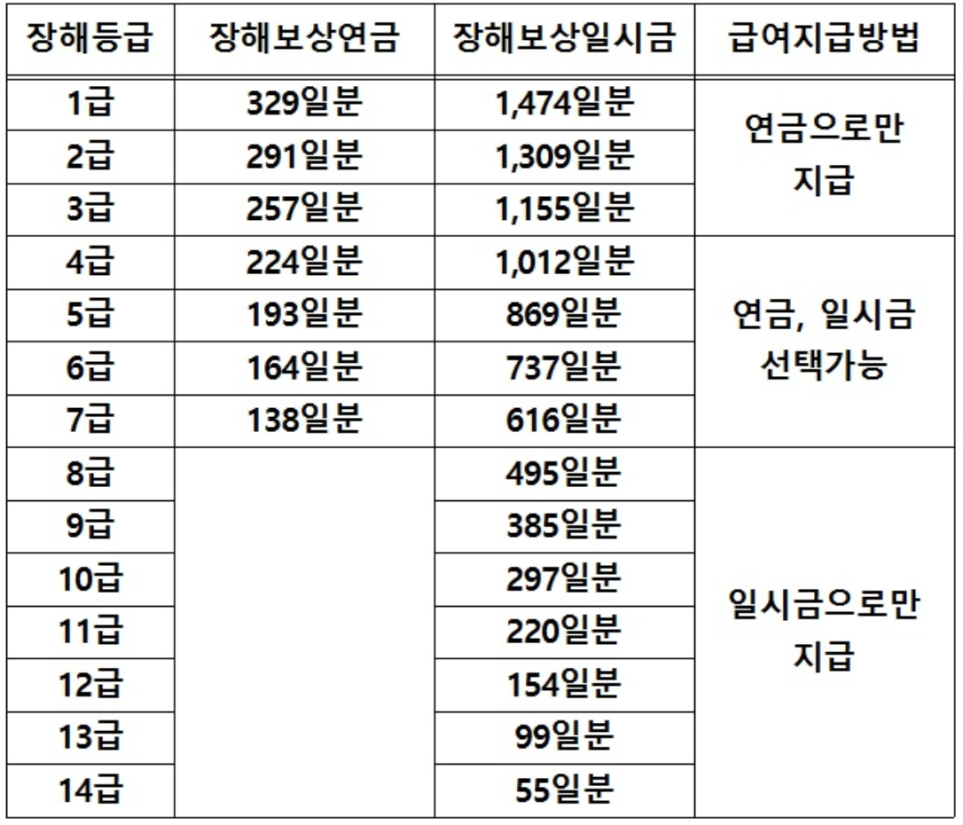 장해등급 장해보상연금 장해보상일시금 급여지급방법
1급 329일분 1,474일분
2급 291일분 1,309일분
3급 257일분 1,155일분
연금으로만
지급
4급 224일분 1,012일분
5급 193일분 869일분
6급 164일분 737일분
7급 138일분 616일분
연금, 일시금
선택가능
8급 495일분
9급 385일분
10급 297일분
11급 220일분
12급 154일분
13급 99일분
14급 55일분
일시금으로만
지급